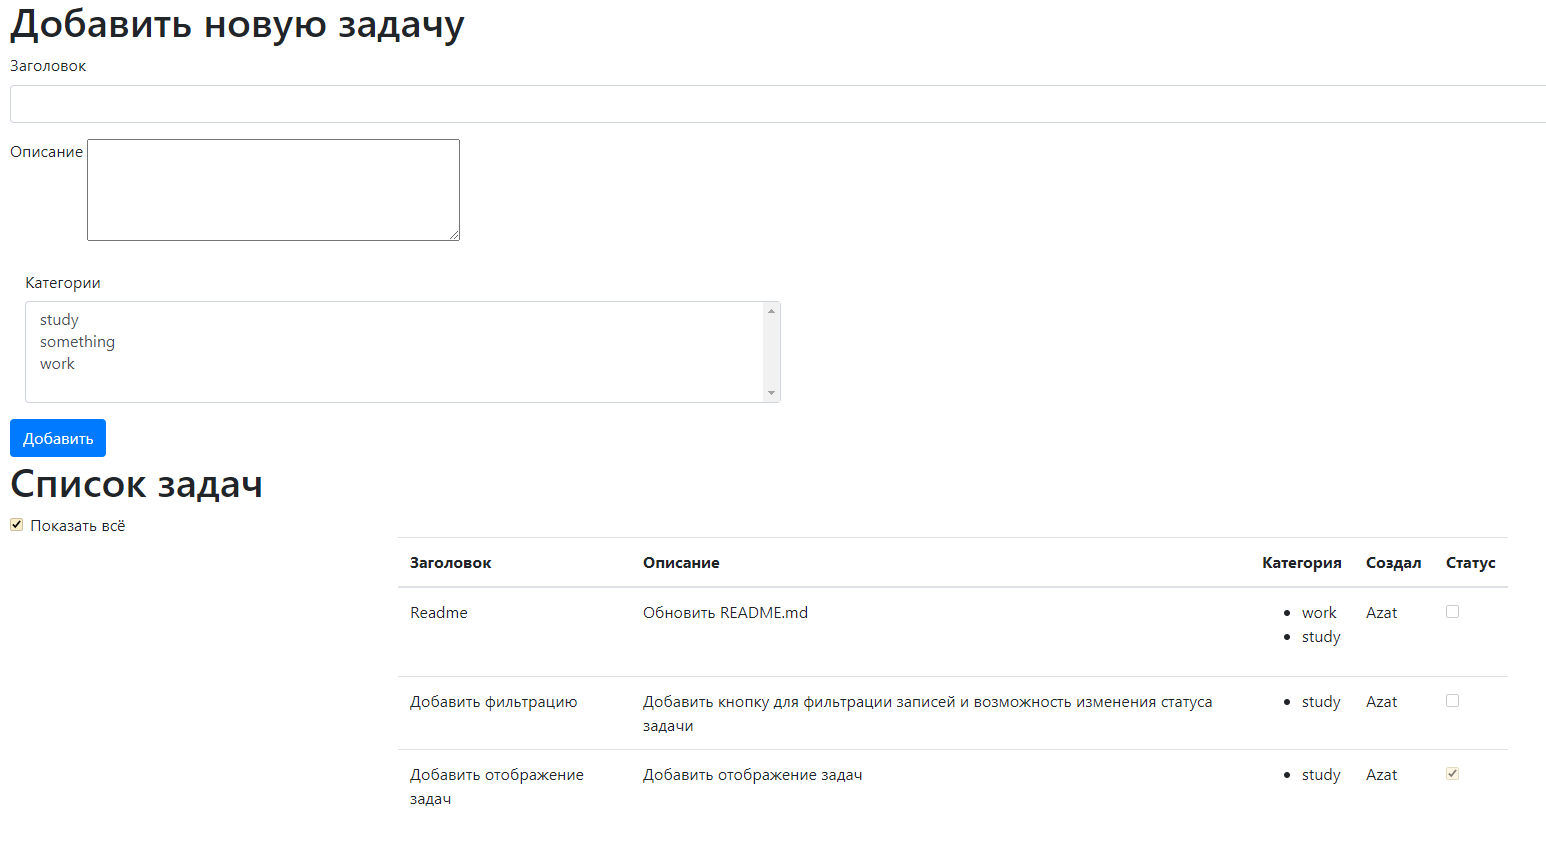 Добавить новую задачу
Заголовок
Описание
Категории
study
something
work
Добавить
Список задач
Показать всё
Заголовок Описание Категория Создал Статус
Readme Обновить README.md work Azat
study
Добавить фильтрацию Добавить кнопку для фильтрации записей и возможность изменения статуса study Azat
задачи
Добавить отображение Добавить отображение задач study Azat
задач